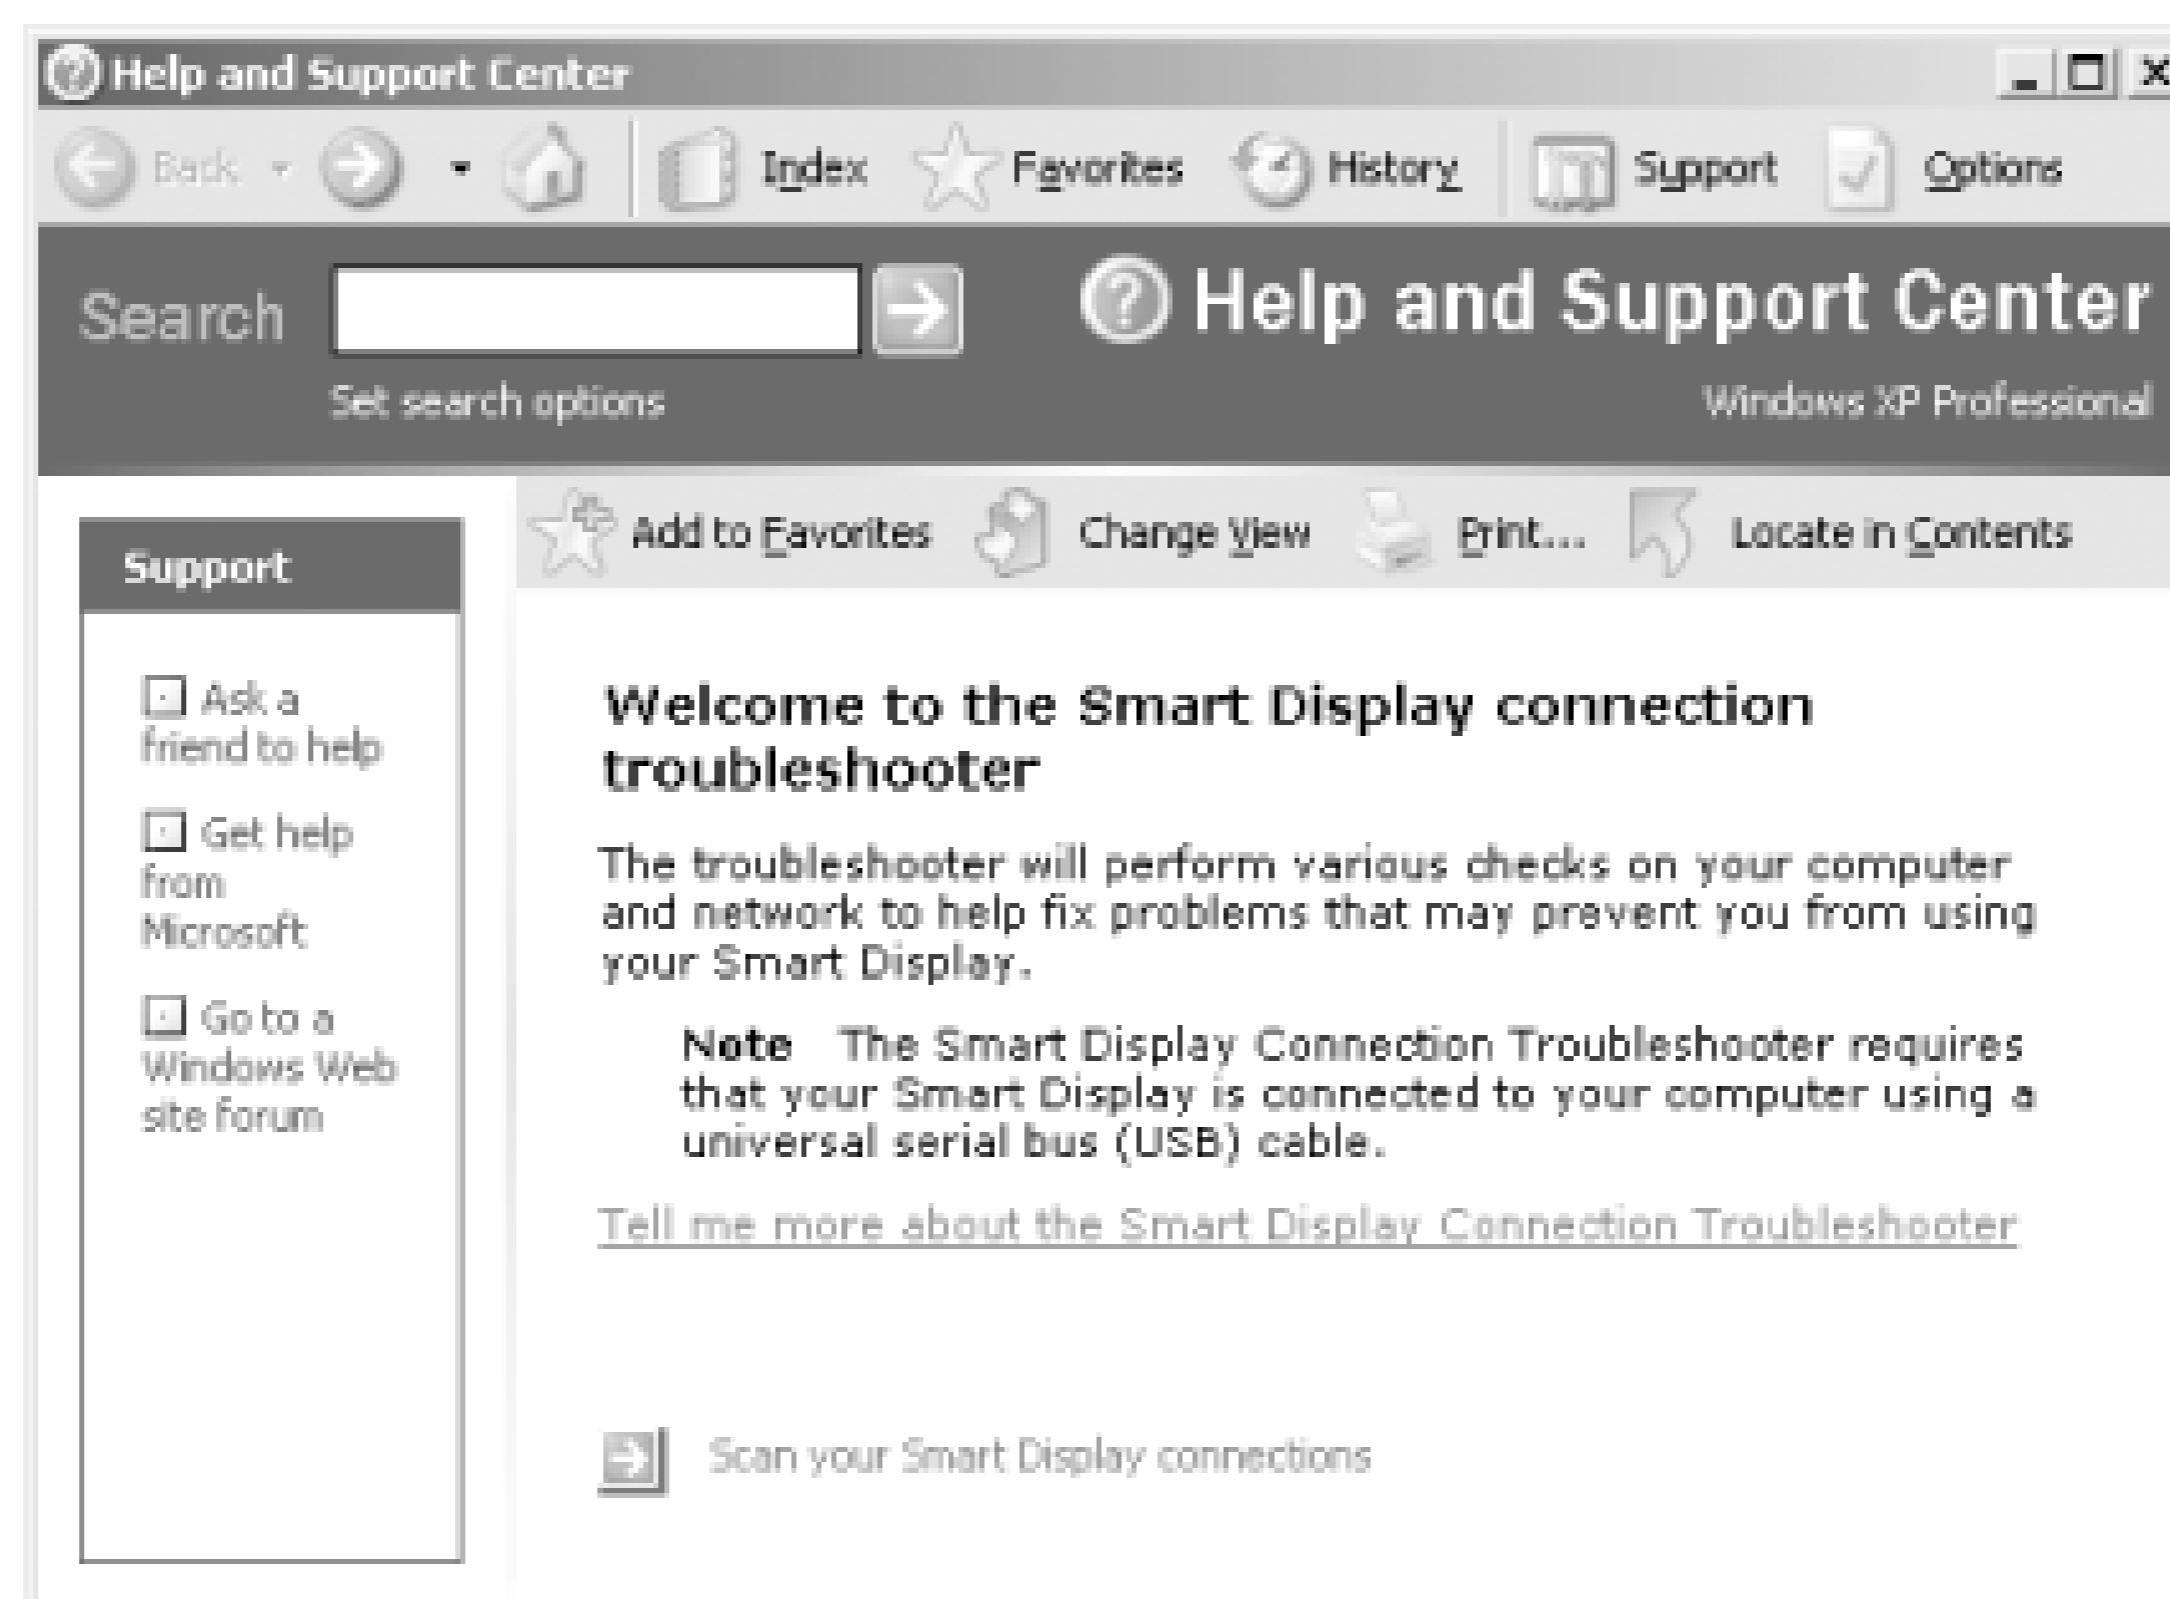 Help and Support Center
Back Index Favorites History Support Options
Search Help and Support Center
Set search options Windows XP Professional
Add to Favorites Change View Print... Locate in Contents
Support
Ask a
friend to help
Get help
from
Microsoft
Go to a
Windows Web
site forum
Welcome to the Smart Display connection
troubleshooter
The troubleshooter will perform various checks on your computer
and network to help fix problems that may prevent you from using
your Smart Display.
Note The Smart Display Connection Troubleshooter requires
that your Smart Display is connected to your computer using a
universal serial bus (USB) cable.
Tell me more about the Smart Display Connection Troubleshooter
Scan your Smart Display connections